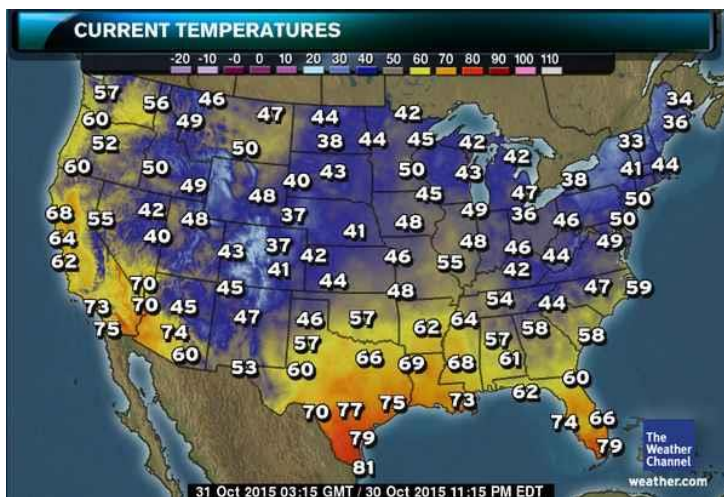 CURRENT TEMPERATURES
-20 -10 -0 0 10 20 30 40 50 60 70 80 90 100 110
57 56 46 47 44 42 34
60 49 36
52 50 38 44 45 42 33
60 50 49 48 40 43 50 43 42 38 41 44
68 55 42 48 37 45 49 47 36 50
64 40 43 37 41 48 48 46 46 50
62 41 42 46 55 42 44 49
70 45 44 48 47 59
73 70 45 47 46 57 54 44
75 74 57 62 64 57 58 58
60 53 60 66 69 68 61 60
70 77 75 73 62 74 66
79 79
81
The
Weather
Channel
weather.com
31 Oct 2015 03:15 GMT / 30 Oct 2015 11:15 PM EDT